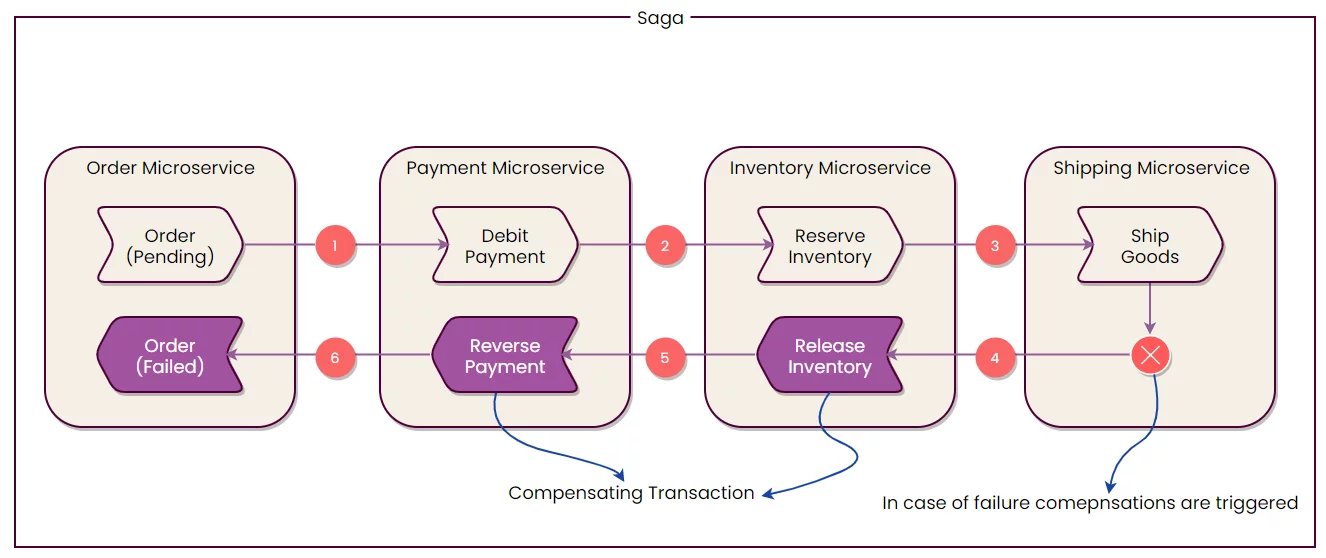 Saga
Order Microservice
Payment Microservice
Inventory Microservice
Shipping Microservice
Order
(Pending)
1
Debit
Payment
2
Reserve
Inventory
3
Ship
Goods
Order
(Failed)
6
Reverse
Payment
5
Release
Inventory
4
Compensating Transaction
In case of failure comepnsations are triggered